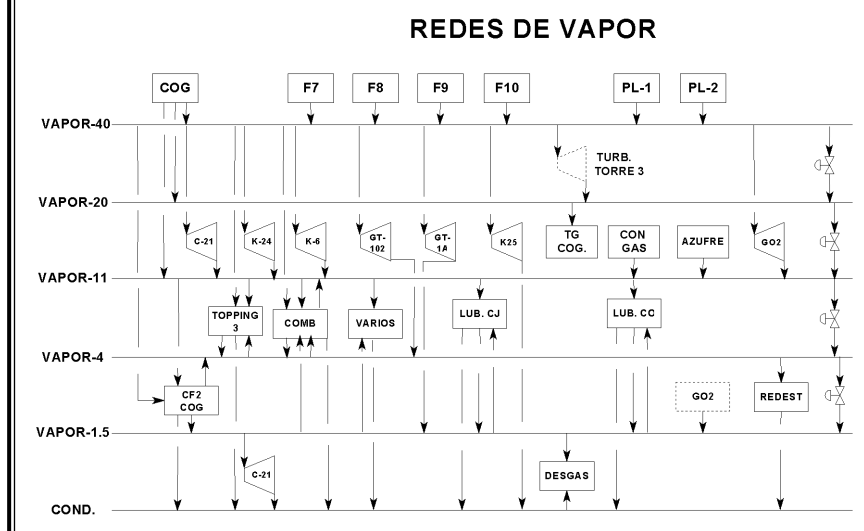 REDES DE VAPOR
COG F7 F8 F9 F10 PL-1 PL-2
VAPOR-40
TURB.
TORRE 3
VAPOR-20
C-21 K-24 K-6 GT-
102 GT-
1A K25 TG
COG. CON
GAS AZUFRE GO2
VAPOR-11
TOPPING
3 COMB VARIOS LUB. CJ LUB. CC
VAPOR-4
CF2
COG GO2 REDEST
VAPOR-1.5
C-21 DESGAS
COND.